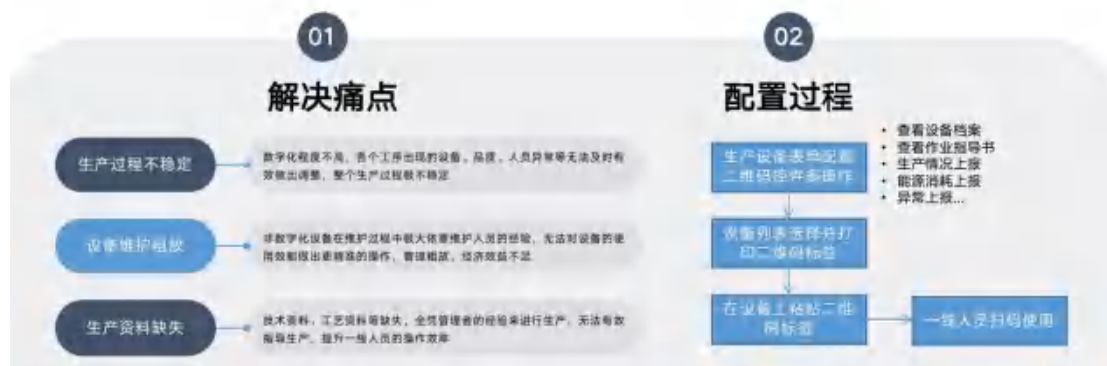 01
解决痛点
生产过程不稳定
数字化程度不高，各个工序出现的设备、品质、人员异常等无法及时有
效做出调整，整个生产过程极不稳定
设备维护粗放
非数字化设备在维护过程中极大依赖维护人员的经验，无法对设备的使
用效能做出更精准的操作，管理粗放，经济效益不足
生产资料缺失
技术资料、工艺资料等缺失，全凭管理者的经验来进行生产，无法有效
指导生产，提升一线人员的操作效率
02
配置过程
生产设备表单配置
二维码控件多操作
• 查看设备档案
• 查看作业指导书
• 生产情况上报
• 能源消耗上报
• 异常上报...
设备列表选择并打
印二维码标签
在设备上粘贴二维
码标签
一线人员扫码使用